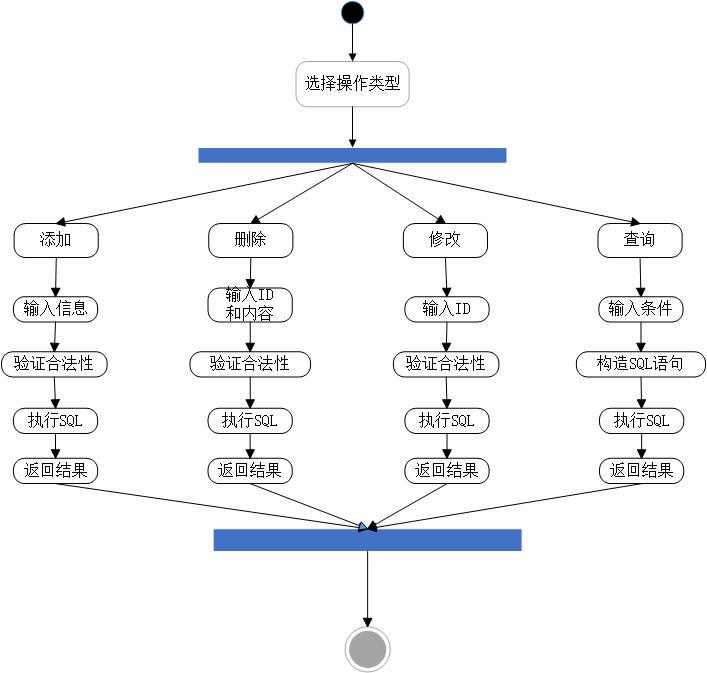 选择操作类型
添加
删除
修改
查询
输入信息
输入ID
和内容
输入ID
输入条件
验证合法性
验证合法性
验证合法性
构造SQL语句
执行SQL
执行SQL
执行SQL
执行SQL
返回结果
返回结果
返回结果
返回结果